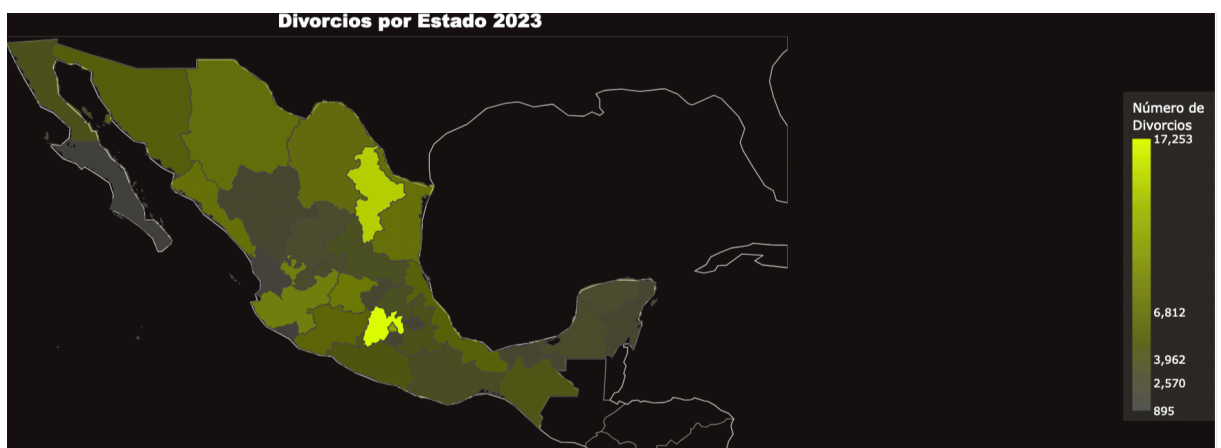 Divorcios por Estado 2023
Número de
Divorcios
17,253
6,812
3,962
2,570
895